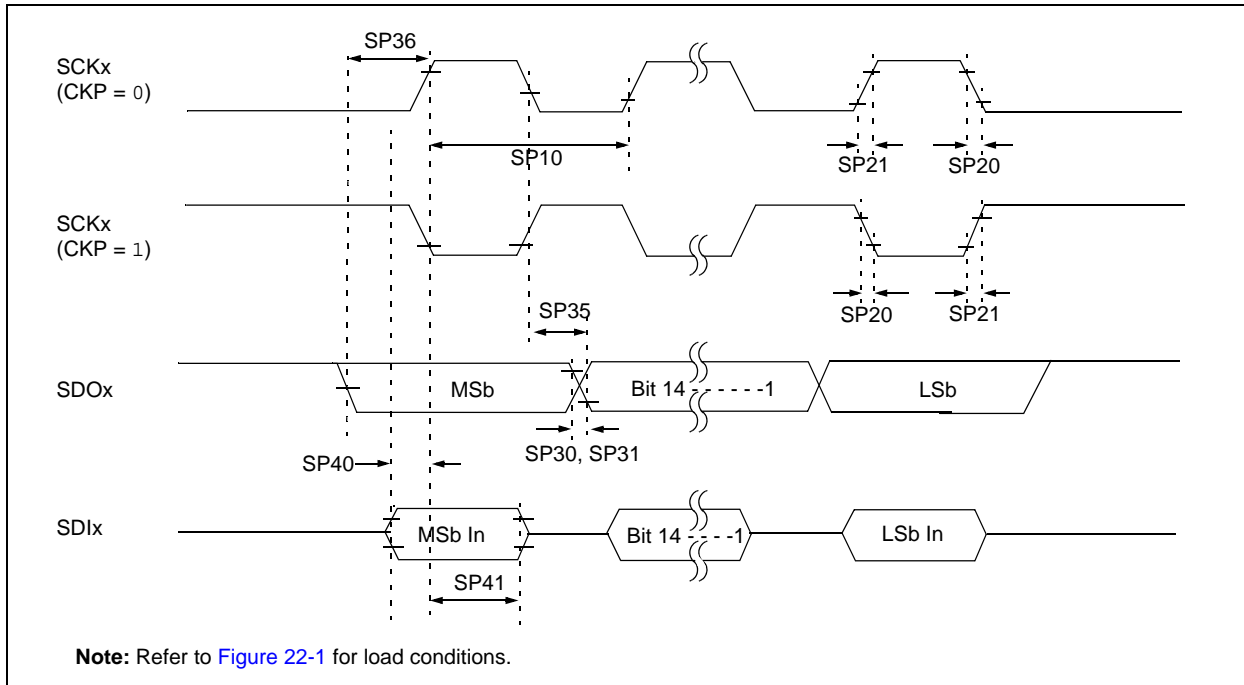 SP36
SCKx
(CKP = 0)
SP10
SP21
SP20
SCKx
(CKP = 1)
SP35
SP20
SP21
SDOx
MSb
Bit 14 - - - - - -1
LSb
SP40
SP30, SP31
SDIx
MSb In
Bit 14 - - - -1
LSb In
SP41
Note: Refer to Figure 22-1 for load conditions.